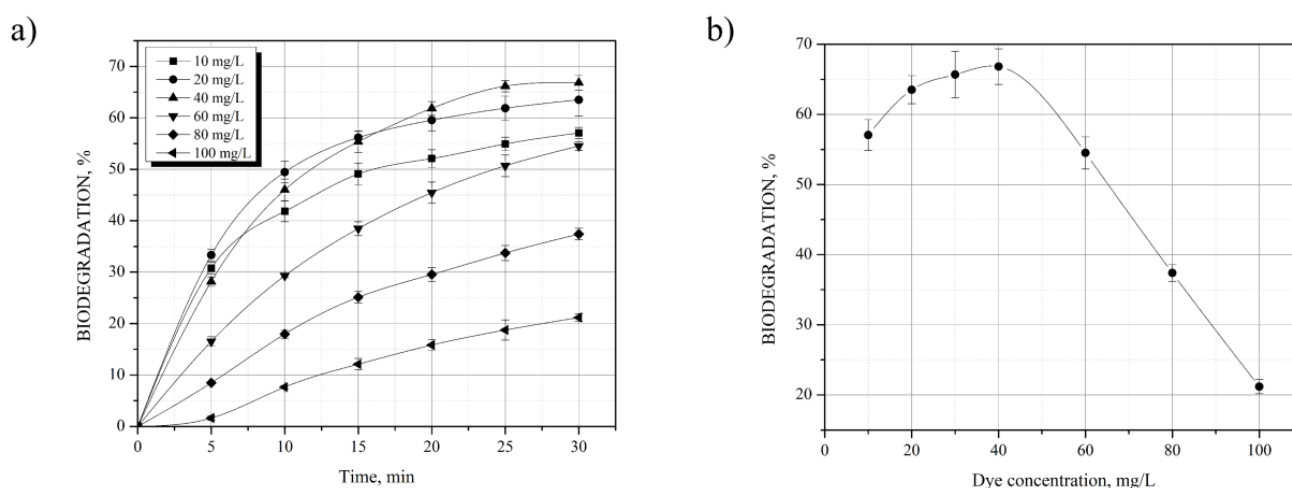 a)
BIODEGRADATION, %
70
60
50
40
30
20
10
0
10 mg/L
20 mg/L
40 mg/L
60 mg/L
80 mg/L
100 mg/L
0 5 10 15 20 25 30
Time, min
b)
BIODEGRADATION, %
70
60
50
40
30
20
0 20 40 60 80 100
Dye concentration, mg/L